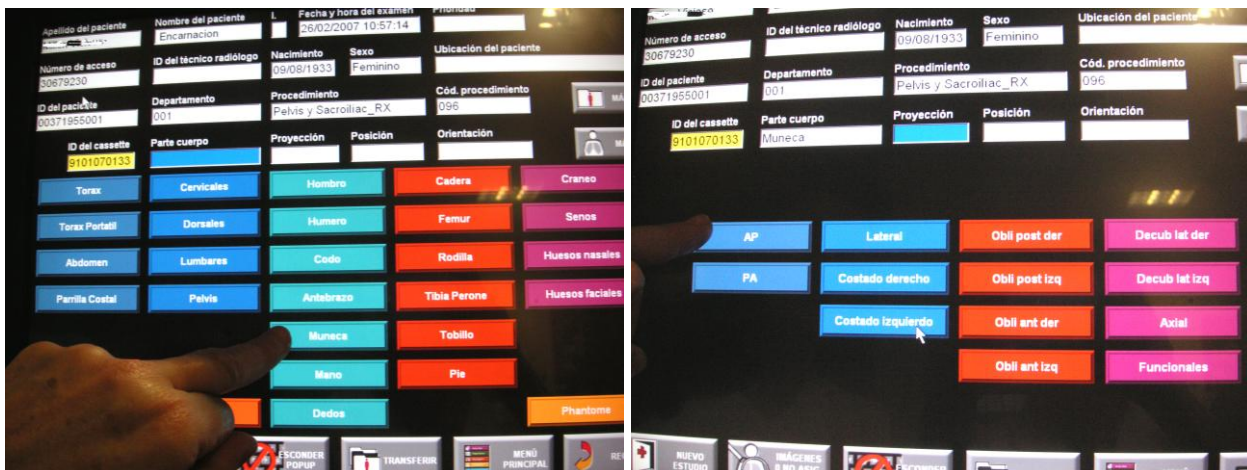 Apellido del paciente Nombre del paciente I. Fecha y hora del examen Prioridad
Encarnacion 26/02/2007 10:57:14
Número de acceso ID del técnico radiólogo Nacimiento Sexo Ubicación del paciente
30679230 09/08/1933 Feminino
ID del paciente Departamento Procedimiento Cód. procedimiento
00371955001 001 Pelvis y Sacroiliac_RX 096
ID del cassette Parte cuerpo Proyección Posición Orientación
9101070133
Torax Cervicales Hombro Cadera Craneo
Torax Portatil Dorsales Humero Femur Senos
Abdomen Lumbares Codo Rodilla Huesos nasales
Parrilla Costal Pelvis Antebrazo Tibia Perone Huesos faciales
Muneca Tobillo
Mano Pie
Dedos Phantome
ESCONDER POPUP TRANSFERIR MENÚ PRINCIPAL
Número de acceso ID del técnico radiólogo Nacimiento Sexo Ubicación del paciente
30679230 09/08/1933 Feminino
ID del paciente Departamento Procedimiento Cód. procedimiento
00371955001 001 Pelvis y Sacroiliac_RX 096
ID del cassette Parte cuerpo Proyección Posición Orientación
9101070133 Muneca
AP Lateral Obli post der Decub lat der
PA Costado derecho Obli post izq Decub lat izq
Costado izquierdo Obli ant der Axial
Obli ant izq Funcionales
NUEVO ESTUDIO IMÁGENES ESCONDER